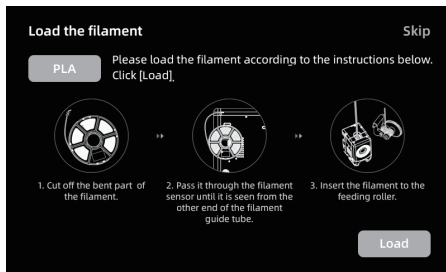 Load the filament
Skip
PLA
Please load the filament according to the instructions below.
Click [Load].
1. Cut off the bent part of
the filament.
2. Pass it through the filament
sensor until it is seen from the
other end of the filament
guide tube.
3. Insert the filament to the
feeding roller.
Load